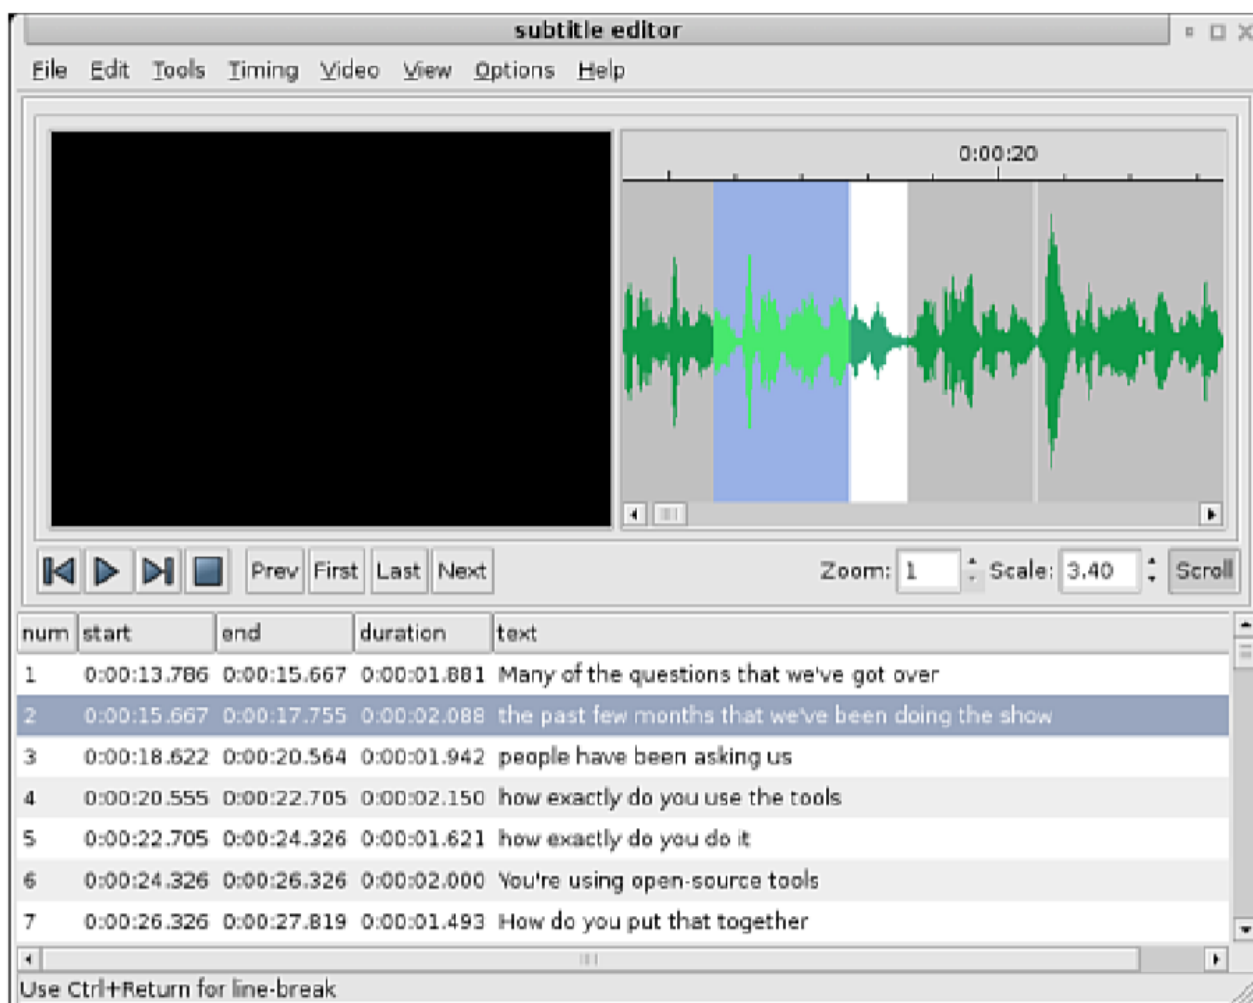 subtitle editor
File Edit Tools Timing Video View Options Help
0:00:20
Prev First Last Next Zoom: 1 Scale: 3.40 Scroll
num start end duration text
1 0:00:13.786 0:00:15.667 0:00:01.881 Many of the questions that we've got over
2 0:00:15.667 0:00:17.755 0:00:02.088 the past few months that we've been doing the show
3 0:00:18.622 0:00:20.564 0:00:01.942 people have been asking us
4 0:00:20.555 0:00:22.705 0:00:02.150 how exactly do you use the tools
5 0:00:22.705 0:00:24.326 0:00:01.621 how exactly do you do it
6 0:00:24.326 0:00:26.326 0:00:02.000 You're using open-source tools
7 0:00:26.326 0:00:27.819 0:00:01.493 How do you put that together
Use Ctrl+Return for line-break